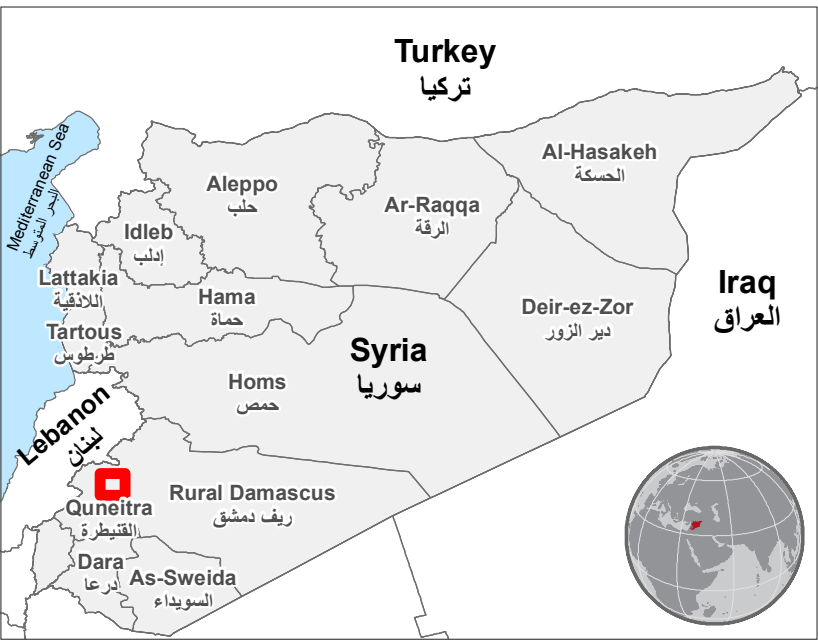 Turkey
تركيا
Mediterranean Sea
البحر المتوسط
Al-Hasakeh
الحسكة
Aleppo
حلب
Ar-Raqqa
الرقة
Idleb
إدلب
Lattakia
اللاذقية
Hama
حماة
Deir-ez-Zor
دير الزور
Iraq
العراق
Tartous
طرطوس
Syria
سوريا
Homs
حمص
Lebanon
لبنان
Rural Damascus
ريف دمشق
Quneitra
القنيطرة
Dara
درعا
As-Sweida
السويداء